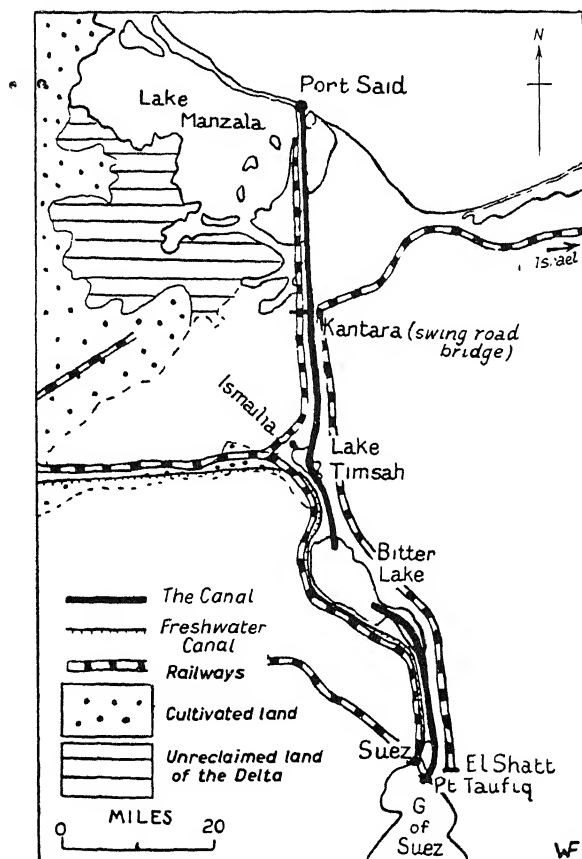 N
Port Said
Lake
Manzala
Israel
Kantara (swing road
bridge)
Ismailia
Lake
Timsah
Bitter
Lake
The Canal
Freshwater
Canal
Railways
Cultivated land
Unreclaimed land
of the Delta
Suez
El Shatt
Pt Taufiq
G
of
Suez
MILES
0 20
WF